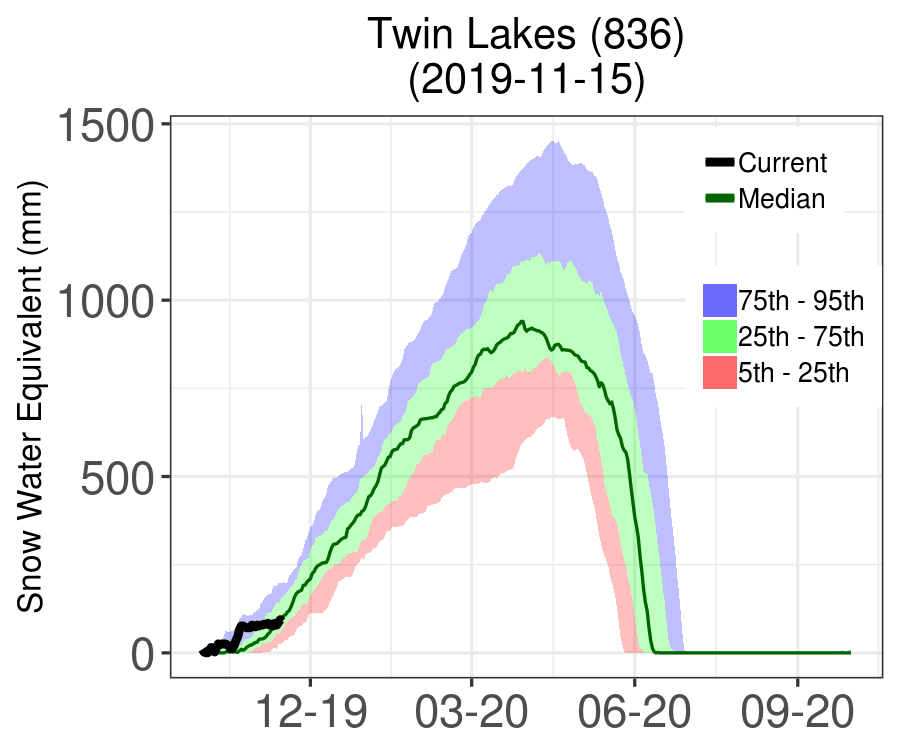 Twin Lakes (836)
(2019-11-15)
Snow Water Equivalent (mm)
1500
1000
500
0
Current
Median
75th - 95th
25th - 75th
5th - 25th
12-19
03-20
06-20
09-20